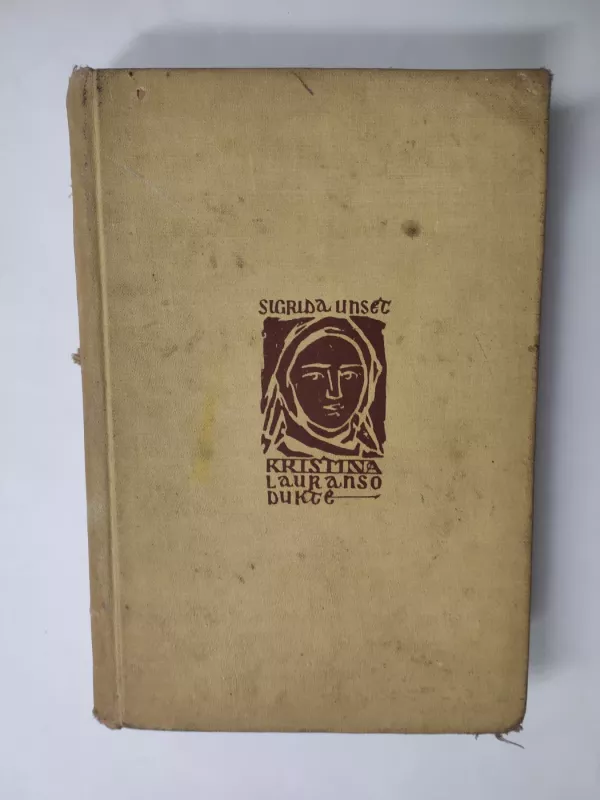 SIGRIDA UNSET
KRISTINA
LAURANSO
DUKTĖ